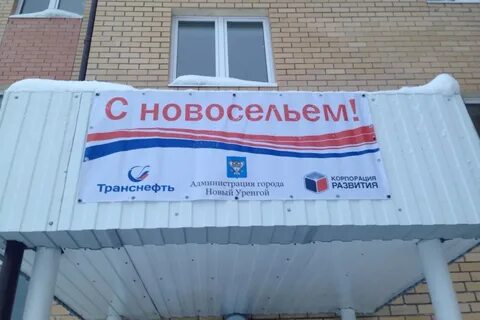 С новосельем!
Транснефть
Администрация города
Новый Уренгой
КОРПОРАЦИЯ
РАЗВИТИЯ